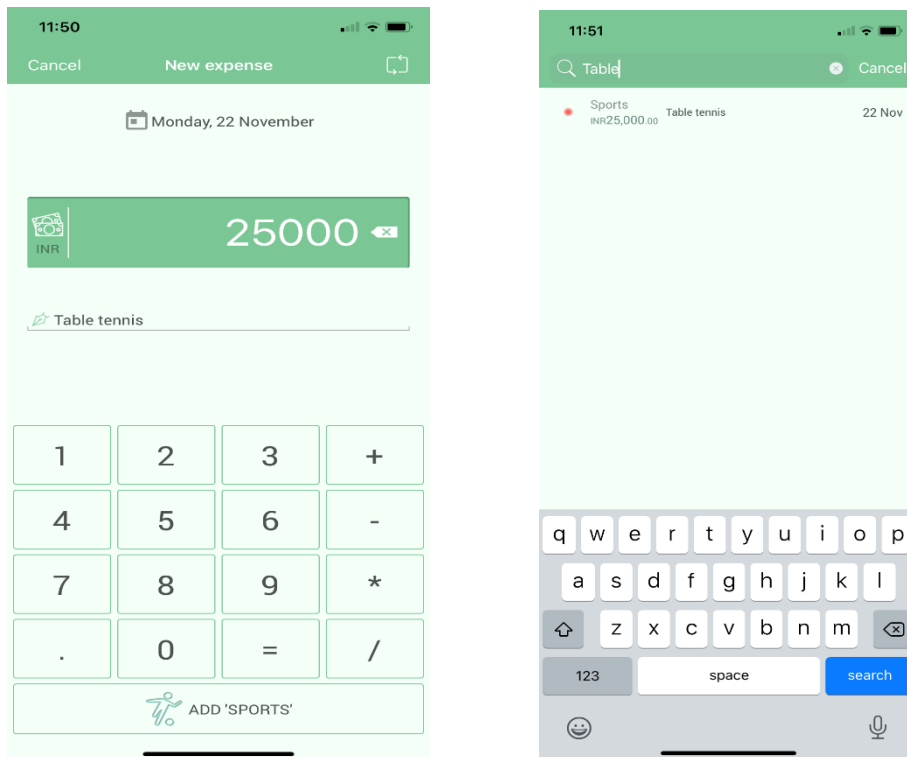 11:50
Cancel New expense
Monday, 22 November
INR 25000
Table tennis
1 2 3 +
4 5 6 -
7 8 9 *
. 0 = /
ADD 'SPORTS'
11:51
Table Cancel
Sports
INR25,000.00 Table tennis 22 Nov
q w e r t y u i o p
a s d f g h j k l
z x c v b n m
123 space search